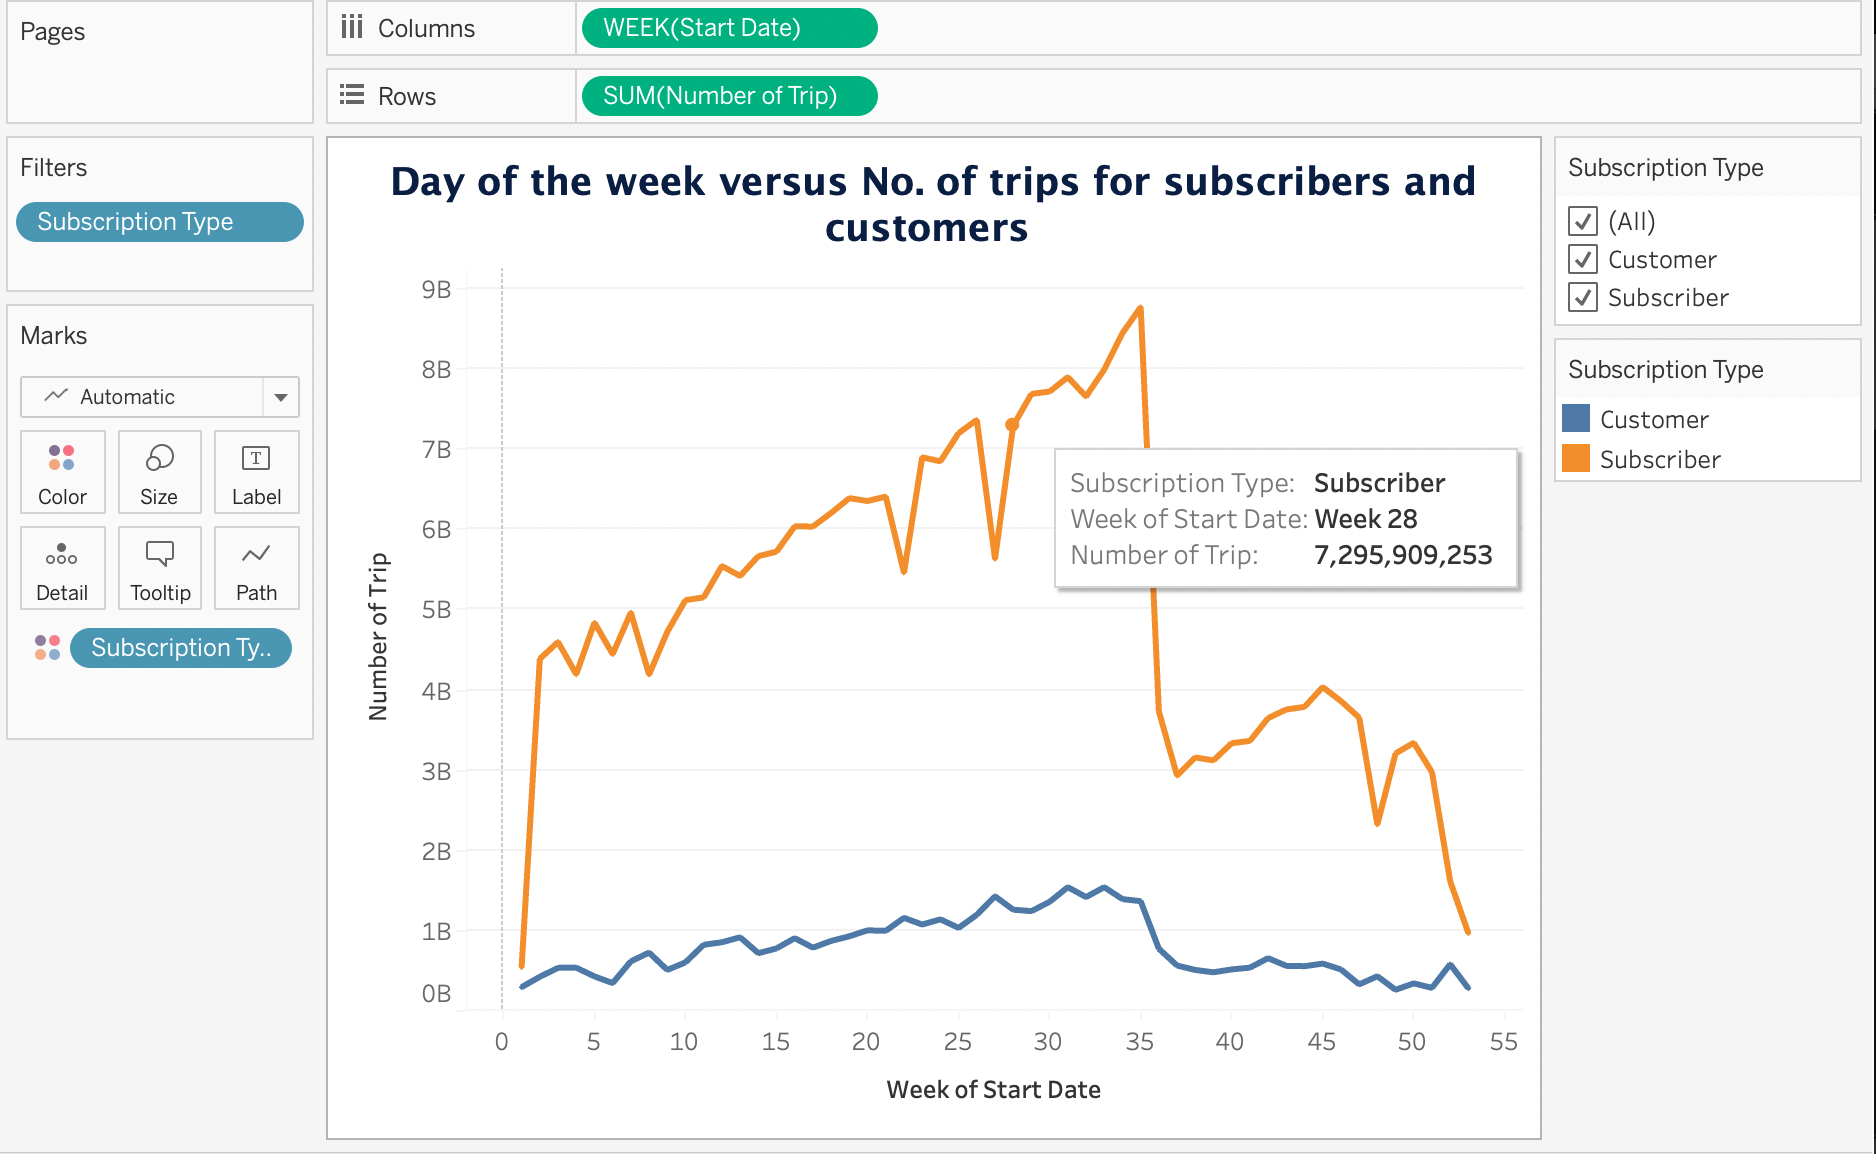 Pages
Columns
WEEK(Start Date)
Rows
SUM(Number of Trip)
Filters
Subscription Type
Marks
Automatic
Color
Size
Label
Detail
Tooltip
Path
Subscription Ty..
Day of the week versus No. of trips for subscribers and
customers
Number of Trip
9B
8B
7B
6B
5B
4B
3B
2B
1B
0B
Subscription Type: Subscriber
Week of Start Date: Week 28
Number of Trip: 7,295,909,253
0 5 10 15 20 25 30 35 40 45 50 55
Week of Start Date
Subscription Type
(All)
Customer
Subscriber
Subscription Type
Customer
Subscriber